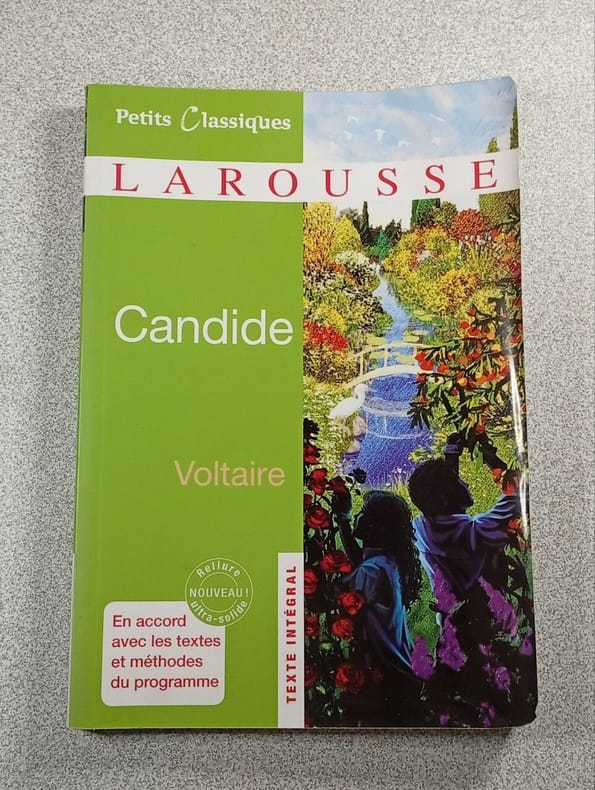 Petits Classiques
LAROUSSE
Candide
Voltaire
Reliure
NOUVEAU !
ultra-solide
En accord
avec les textes
et méthodes
du programme
TEXTE INTÉGRAL